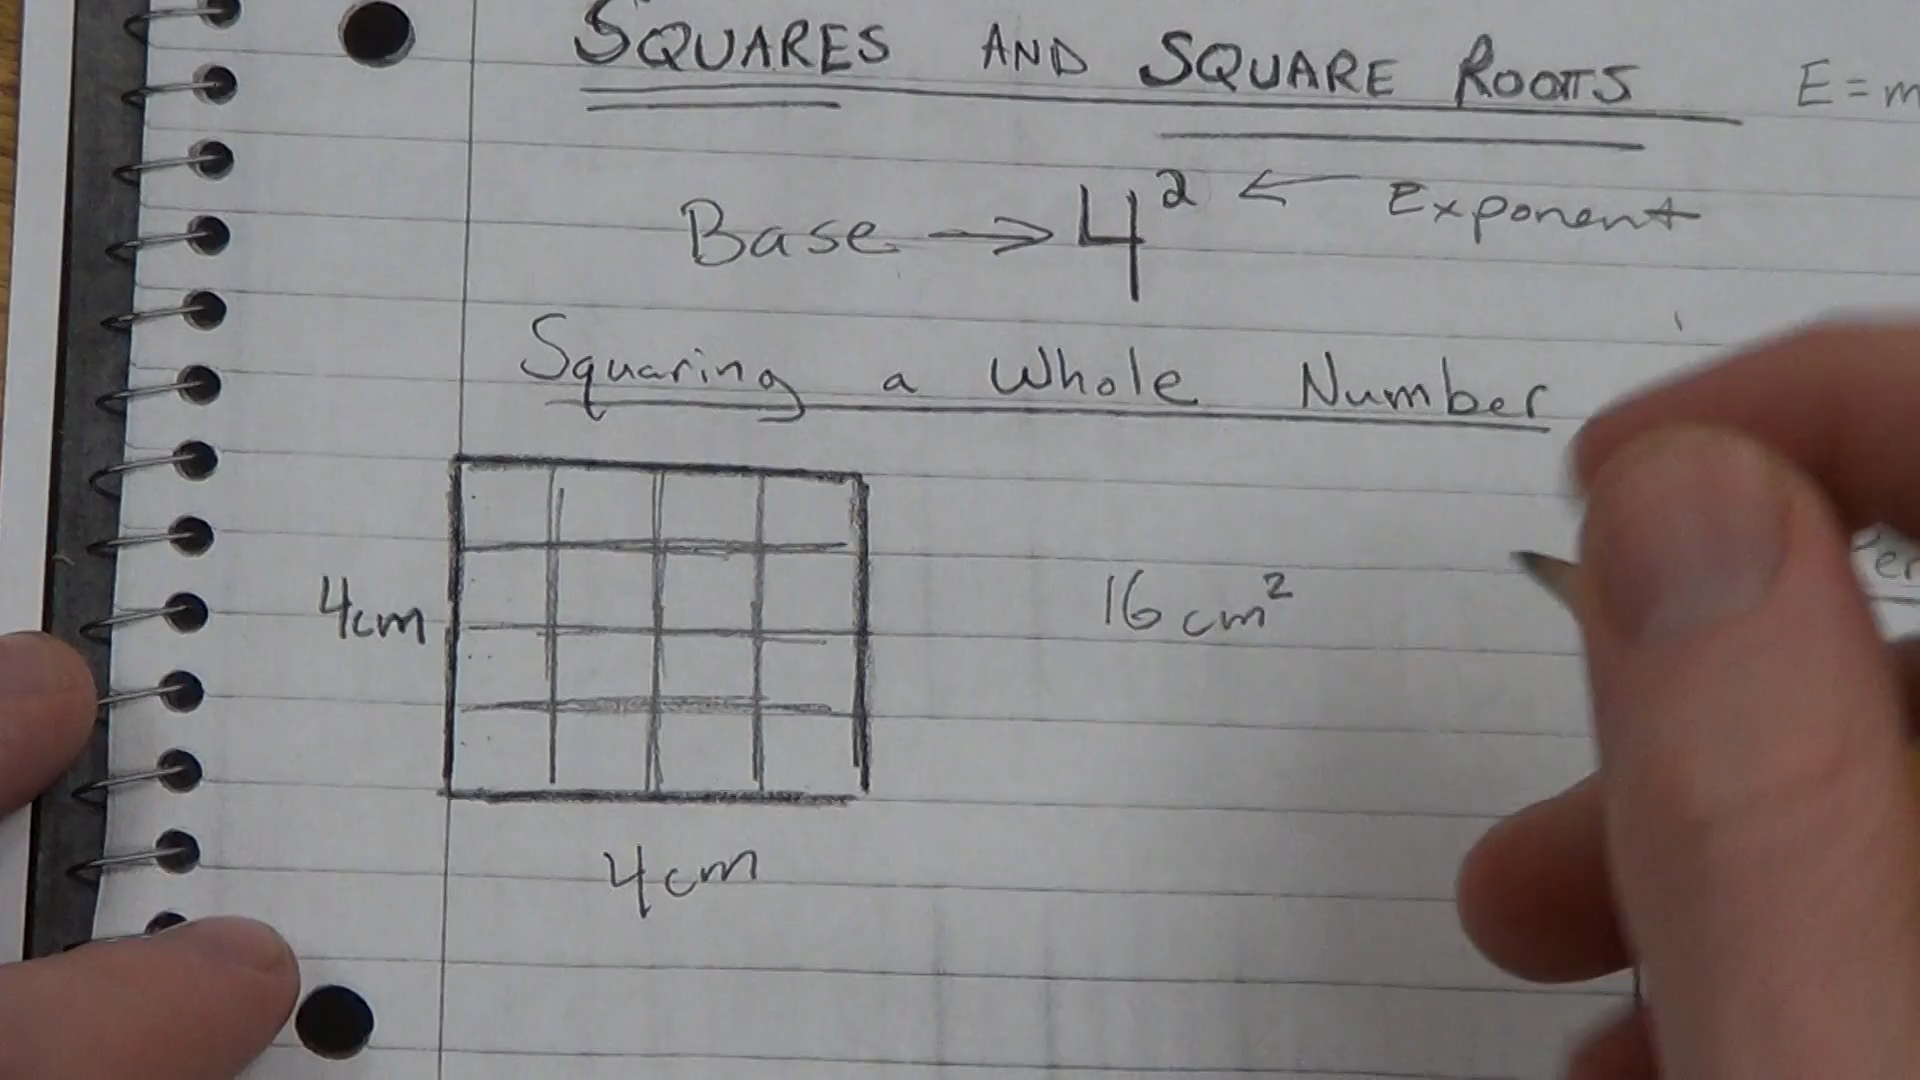 SQUARES AND SQUARE ROOTS
E = m
Base → 4² ← Exponent
Squaring a Whole Number
4cm
16 cm²
4cm